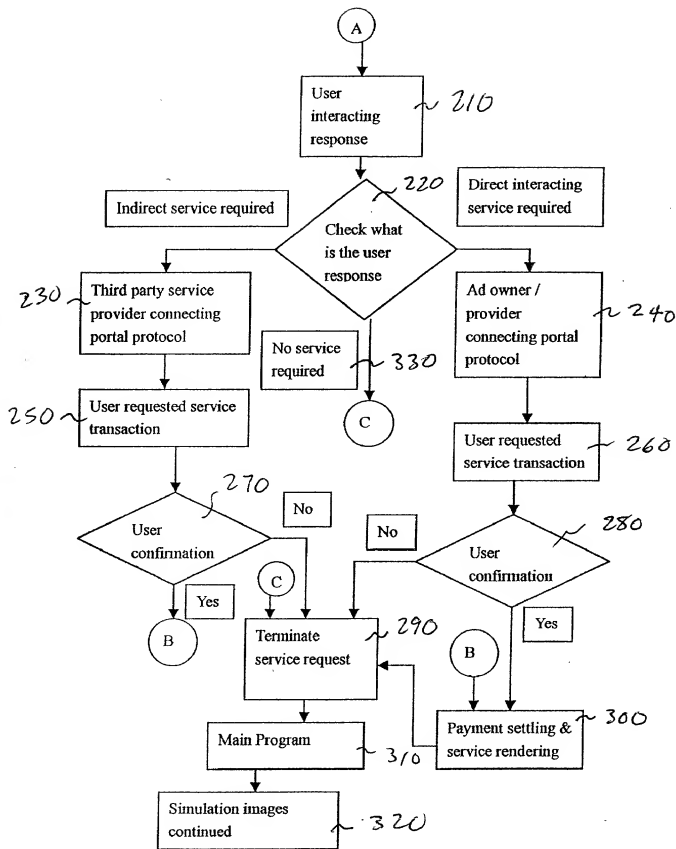 A
User
interacting
response
210
220
Indirect service required
Direct interacting
service required
Check what
is the user
response
230
Third party service
provider connecting
portal protocol
Ad owner /
provider
connecting portal
protocol
240
No service
required
330
C
250
User requested service
transaction
User requested
service transaction
260
270
No
User
confirmation
No
280
User
confirmation
C
Yes
B
Terminate
service request
290
Yes
B
Main Program
310
Payment settling &
service rendering
300
Simulation images
continued
320